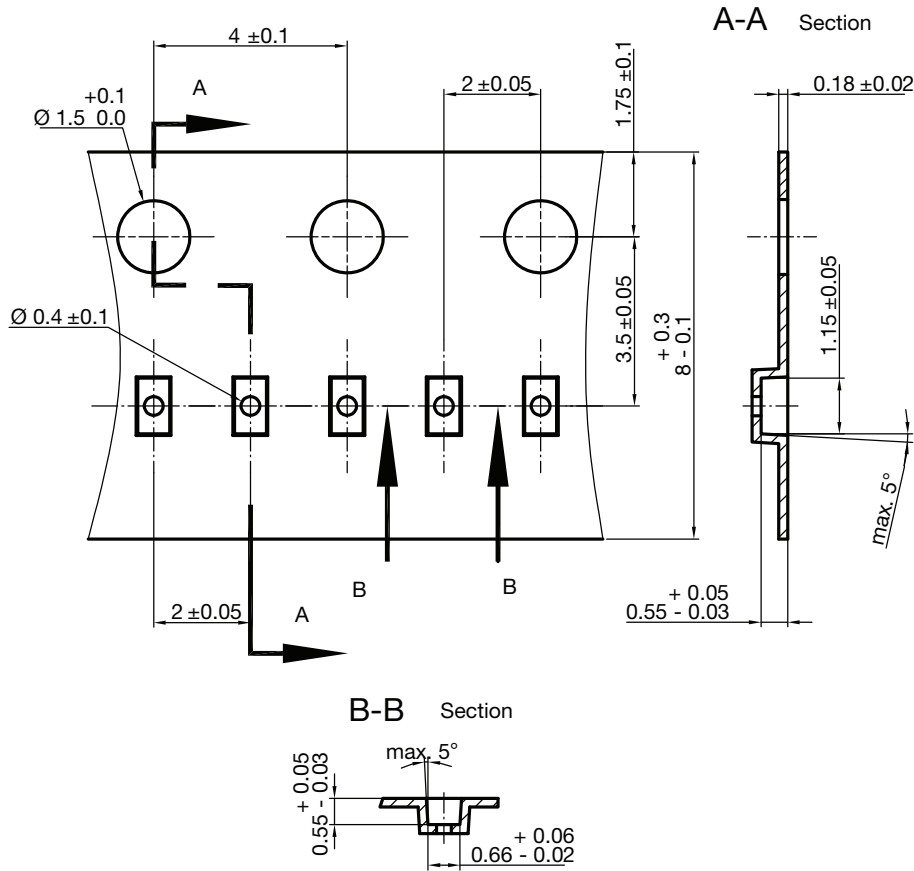 A-A Section
4 ±0.1
A
+0.1
Ø 1.5 0.0
2 ±0.05
1.75 ±0.1
0.18 ±0.02
3.5 ±0.05
+ 0.3
8 - 0.1
1.15 ±0.05
Ø 0.4 ±0.1
max. 5°
B
B
2 ±0.05
A
+ 0.05
0.55 - 0.03
B-B Section
max. 5°
+ 0.05
0.55 - 0.03
+ 0.06
0.66 - 0.02